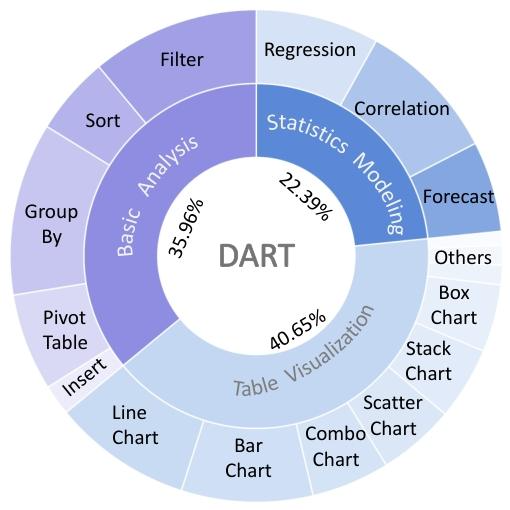 DART
Statistics Modeling
22.39%
Regression
Correlation
Forecast
Table Visualization
40.65%
Others
Box
Chart
Stack
Chart
Scatter
Chart
Combo
Chart
Bar
Chart
Line
Chart
Basic Analysis
35.96%
Insert
Pivot
Table
Group
By
Sort
Filter